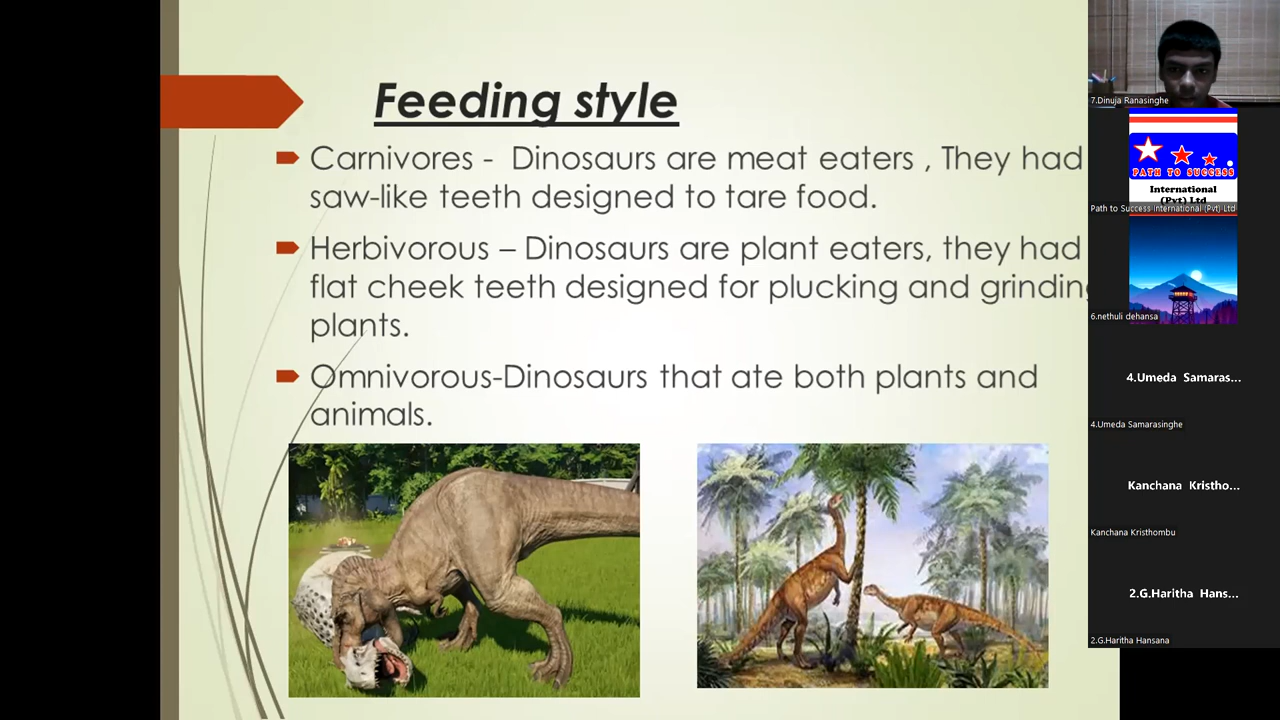 Feeding style
Carnivores - Dinosaurs are meat eaters , They had
saw-like teeth designed to tare food.
Herbivorous – Dinosaurs are plant eaters, they had
flat cheek teeth designed for plucking and grinding
plants.
Omnivorous-Dinosaurs that ate both plants and
animals.
7.Dinuja Ranasinghe
PATH TO SUCCESS
International
(Pvt) Ltd
Path to Success International (Pvt) Ltd
6.nethuli dehansa
4.Umeda Samaras...
4.Umeda Samarasinghe
Kanchana Kristho...
Kanchana Kristhombu
2.G.Haritha Hans...
2.G.Haritha Hansana